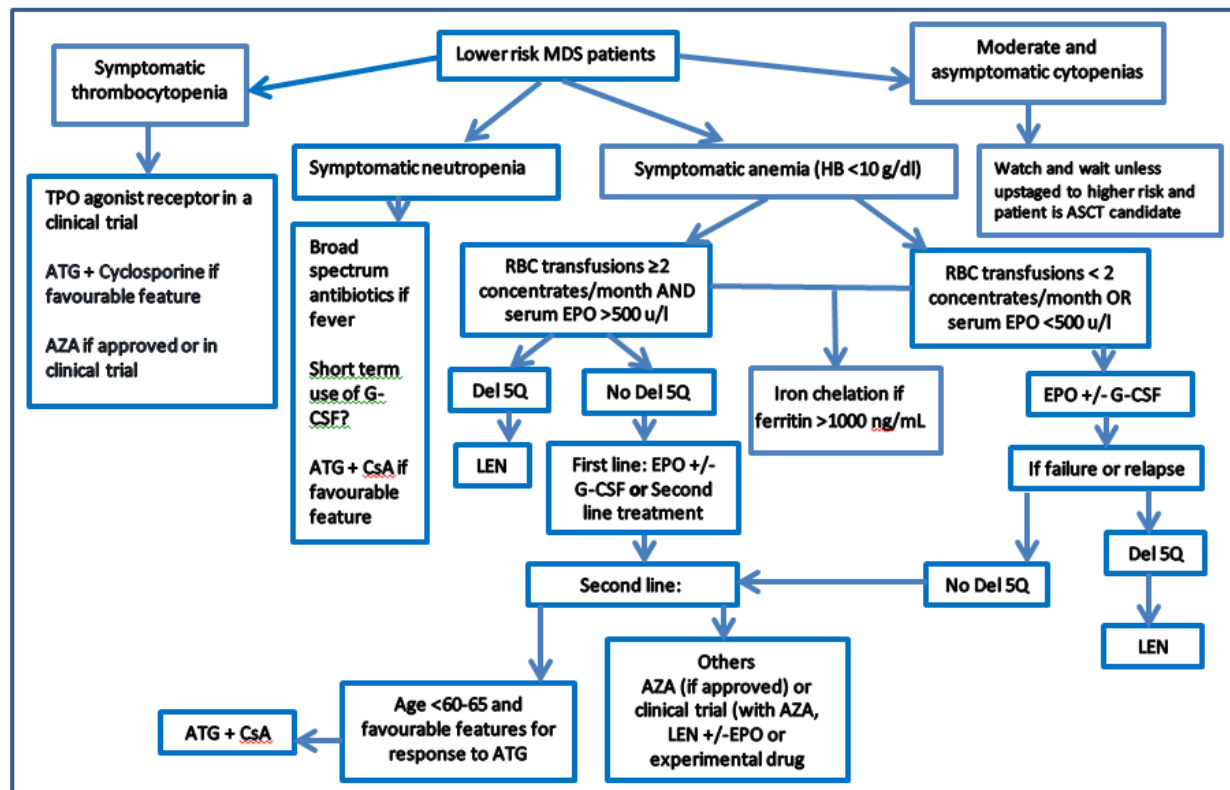 Lower risk MDS patients
Symptomatic
thrombocytopenia
Moderate and
asymptomatic cytopenias
Symptomatic neutropenia
Symptomatic anemia (HB <10 g/dl)
Watch and wait unless
upstaged to higher risk and
patient is ASCT candidate
TPO agonist receptor in a
clinical trial
ATG + Cyclosporine if
favourable feature
AZA if approved or in
clinical trial
Broad
spectrum
antibiotics if
fever
Short term
use of G-
CSF?
ATG + CsA if
favourable
feature
RBC transfusions ≥2
concentrates/month AND
serum EPO >500 u/l
RBC transfusions < 2
concentrates/month OR
serum EPO <500 u/l
Del 5Q
No Del 5Q
Iron chelation if
ferritin >1000 ng/mL
EPO +/- G-CSF
LEN
First line: EPO +/-
G-CSF or Second
line treatment
If failure or relapse
Second line:
No Del 5Q
Del 5Q
LEN
ATG + CsA
Age <60-65 and
favourable features for
response to ATG
Others
AZA (if approved) or
clinical trial (with AZA,
LEN +/-EPO or
experimental drug